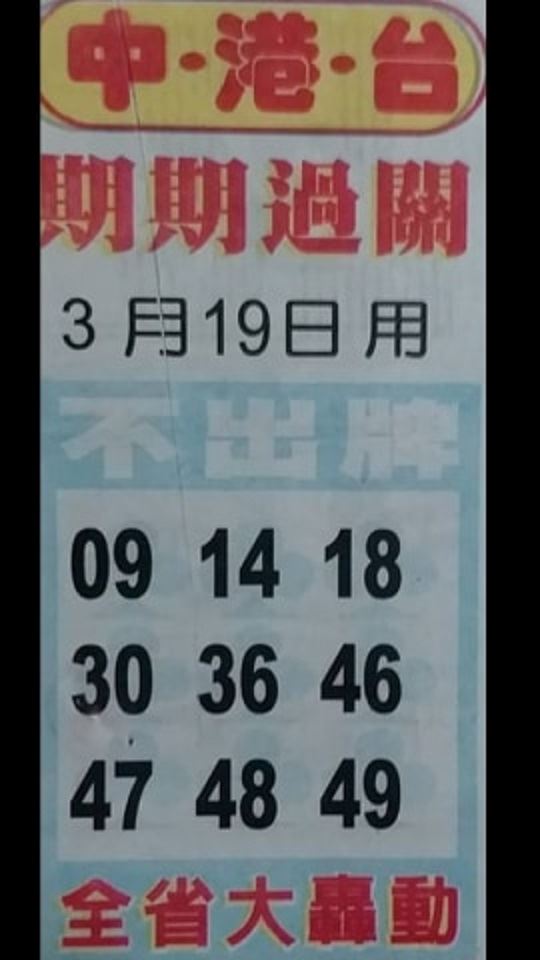 中·港·台
期期過關
3月19日用
不出牌
09 14 18
30 36 46
47 48 49
全省大轟動